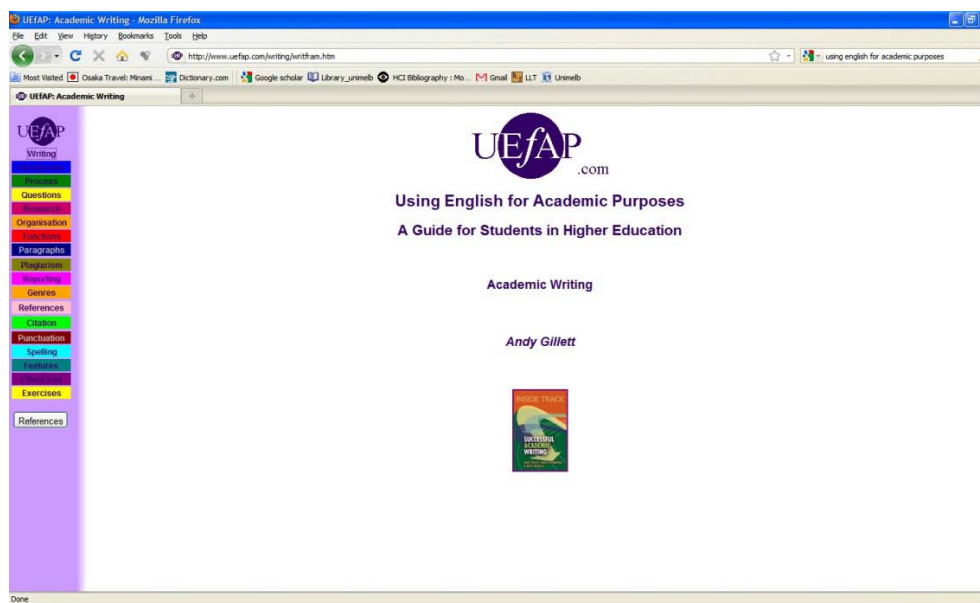 UEfAP: Academic Writing - Mozilla Firefox
File Edit View History Bookmarks Tools Help
http://www.uefap.com/writing/writfram.htm
using english for academic purposes
Most Visited Osaka Travel: Minami ... Dictionary.com Google scholar Library_unimelb HCI Bibliography : Mo... Gmail LLT Unimelb
UEfAP: Academic Writing
UEfAP
Writing
Process
Questions
Research
Organisation
Functions
Paragraphs
Plagiarism
Reporting
Genres
References
Citation
Punctuation
Spelling
Features
Exercises
References
UEfAP
.com
Using English for Academic Purposes
A Guide for Students in Higher Education
Academic Writing
Andy Gillett
INSIDE TRACK
SUCCESSFUL
ACADEMIC
WRITING
Done